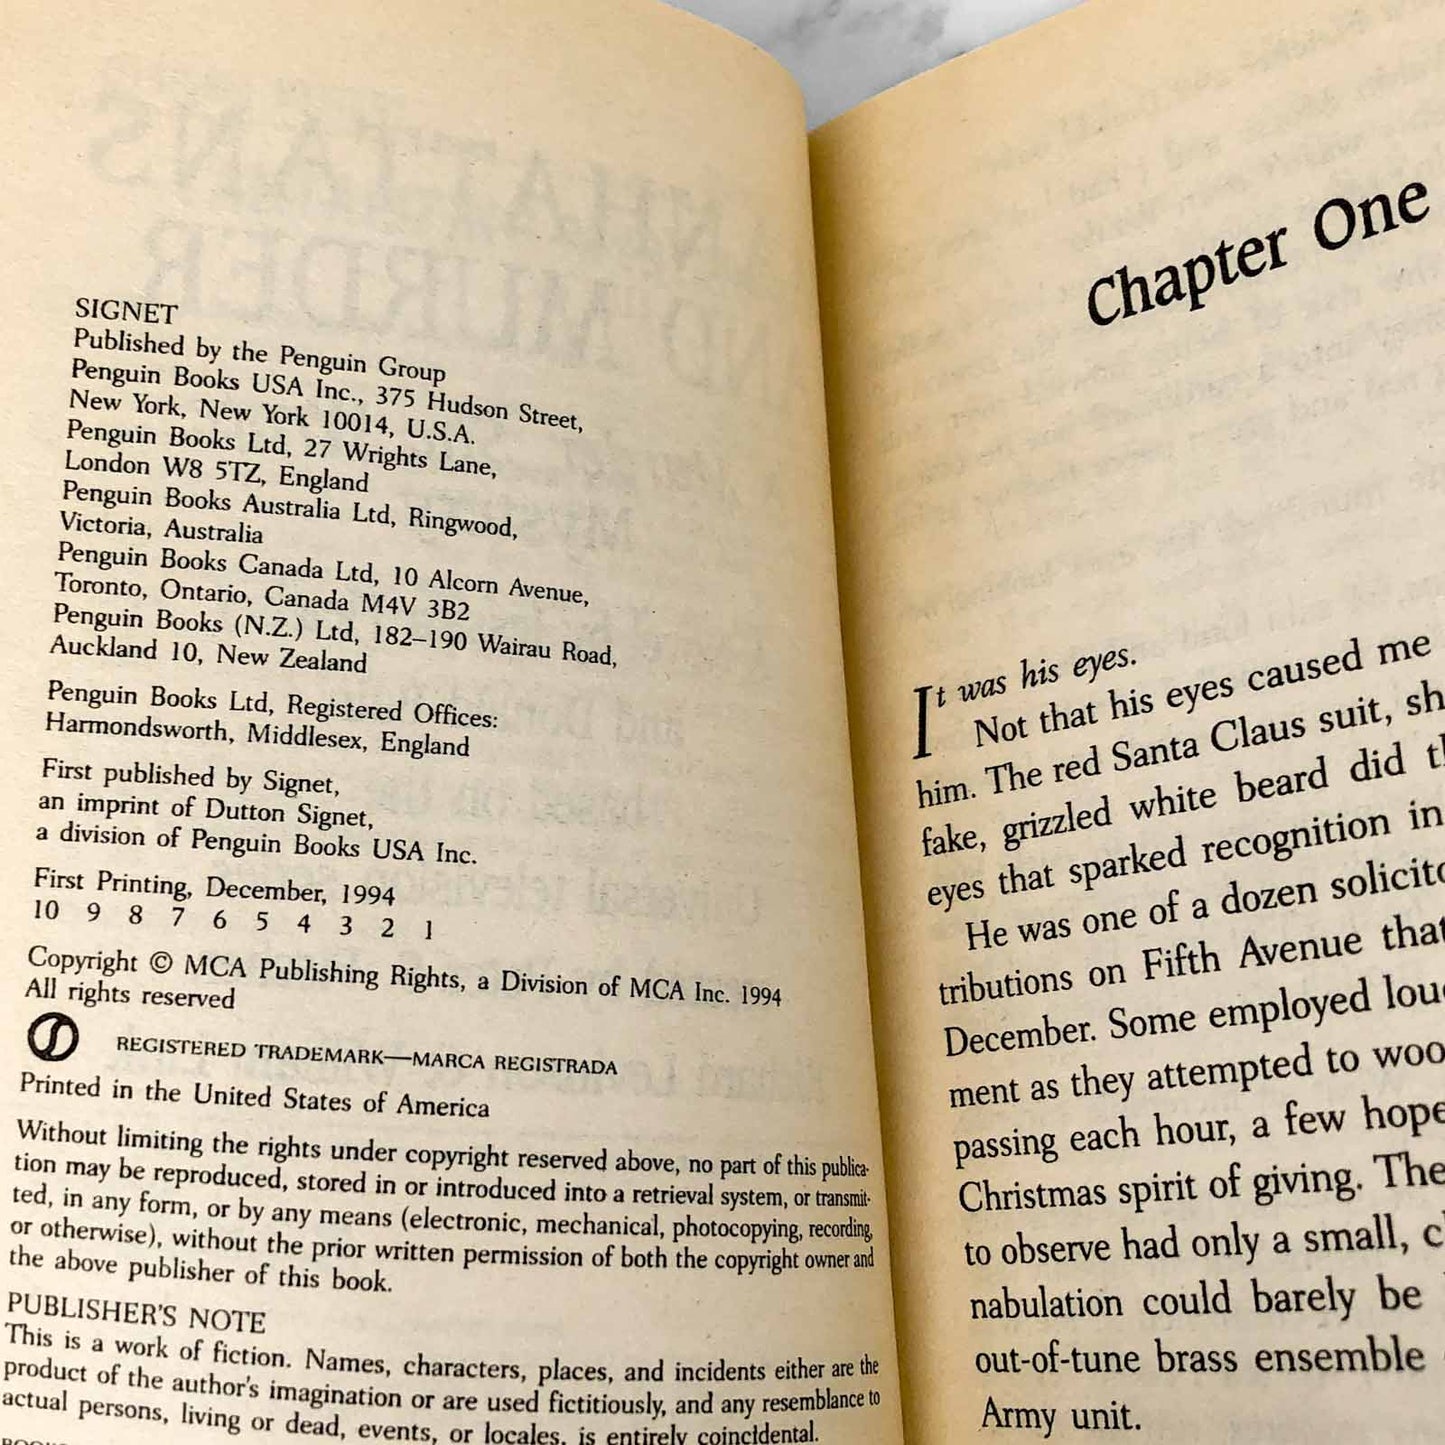 SIGNET
Published by the Penguin Group
Penguin Books USA Inc., 375 Hudson Street,
New York, New York 10014, U.S.A.
Penguin Books Ltd, 27 Wrights Lane,
London W8 5TZ, England
Penguin Books Australia Ltd, Ringwood,
Victoria, Australia
Penguin Books Canada Ltd, 10 Alcorn Avenue,
Toronto, Ontario, Canada M4V 3B2
Penguin Books (N.Z.) Ltd, 182–190 Wairau Road,
Auckland 10, New Zealand
Penguin Books Ltd, Registered Offices:
Harmondsworth, Middlesex, England
First published by Signet,
an imprint of Dutton Signet,
a division of Penguin Books USA Inc.
First Printing, December, 1994
10 9 8 7 6 5 4 3 2 1
Copyright © MCA Publishing Rights, a Division of MCA Inc. 1994
All rights reserved
REGISTERED TRADEMARK—MARCA REGISTRADA
Printed in the United States of America
Without limiting the rights under copyright reserved above, no part of this publica-
tion may be reproduced, stored in or introduced into a retrieval system, or transmit-
ted, in any form, or by any means (electronic, mechanical, photocopying, recording,
or otherwise), without the prior written permission of both the copyright owner and
the above publisher of this book.
PUBLISHER'S NOTE
This is a work of fiction. Names, characters, places, and incidents either are the
product of the author's imagination or are used fictitiously, and any resemblance to
actual persons, living or dead, events, or locales, is entirely coincidental.
Chapter One
It was his eyes.
Not that his eyes caused me
him. The red Santa Claus suit, sh
fake, grizzled white beard did th
eyes that sparked recognition in
He was one of a dozen solicito
tributions on Fifth Avenue that
December. Some employed lou
ment as they attempted to woo
passing each hour, a few hope
Christmas spirit of giving. The
to observe had only a small, c
nabulation could barely be
out-of-tune brass ensemble
Army unit.